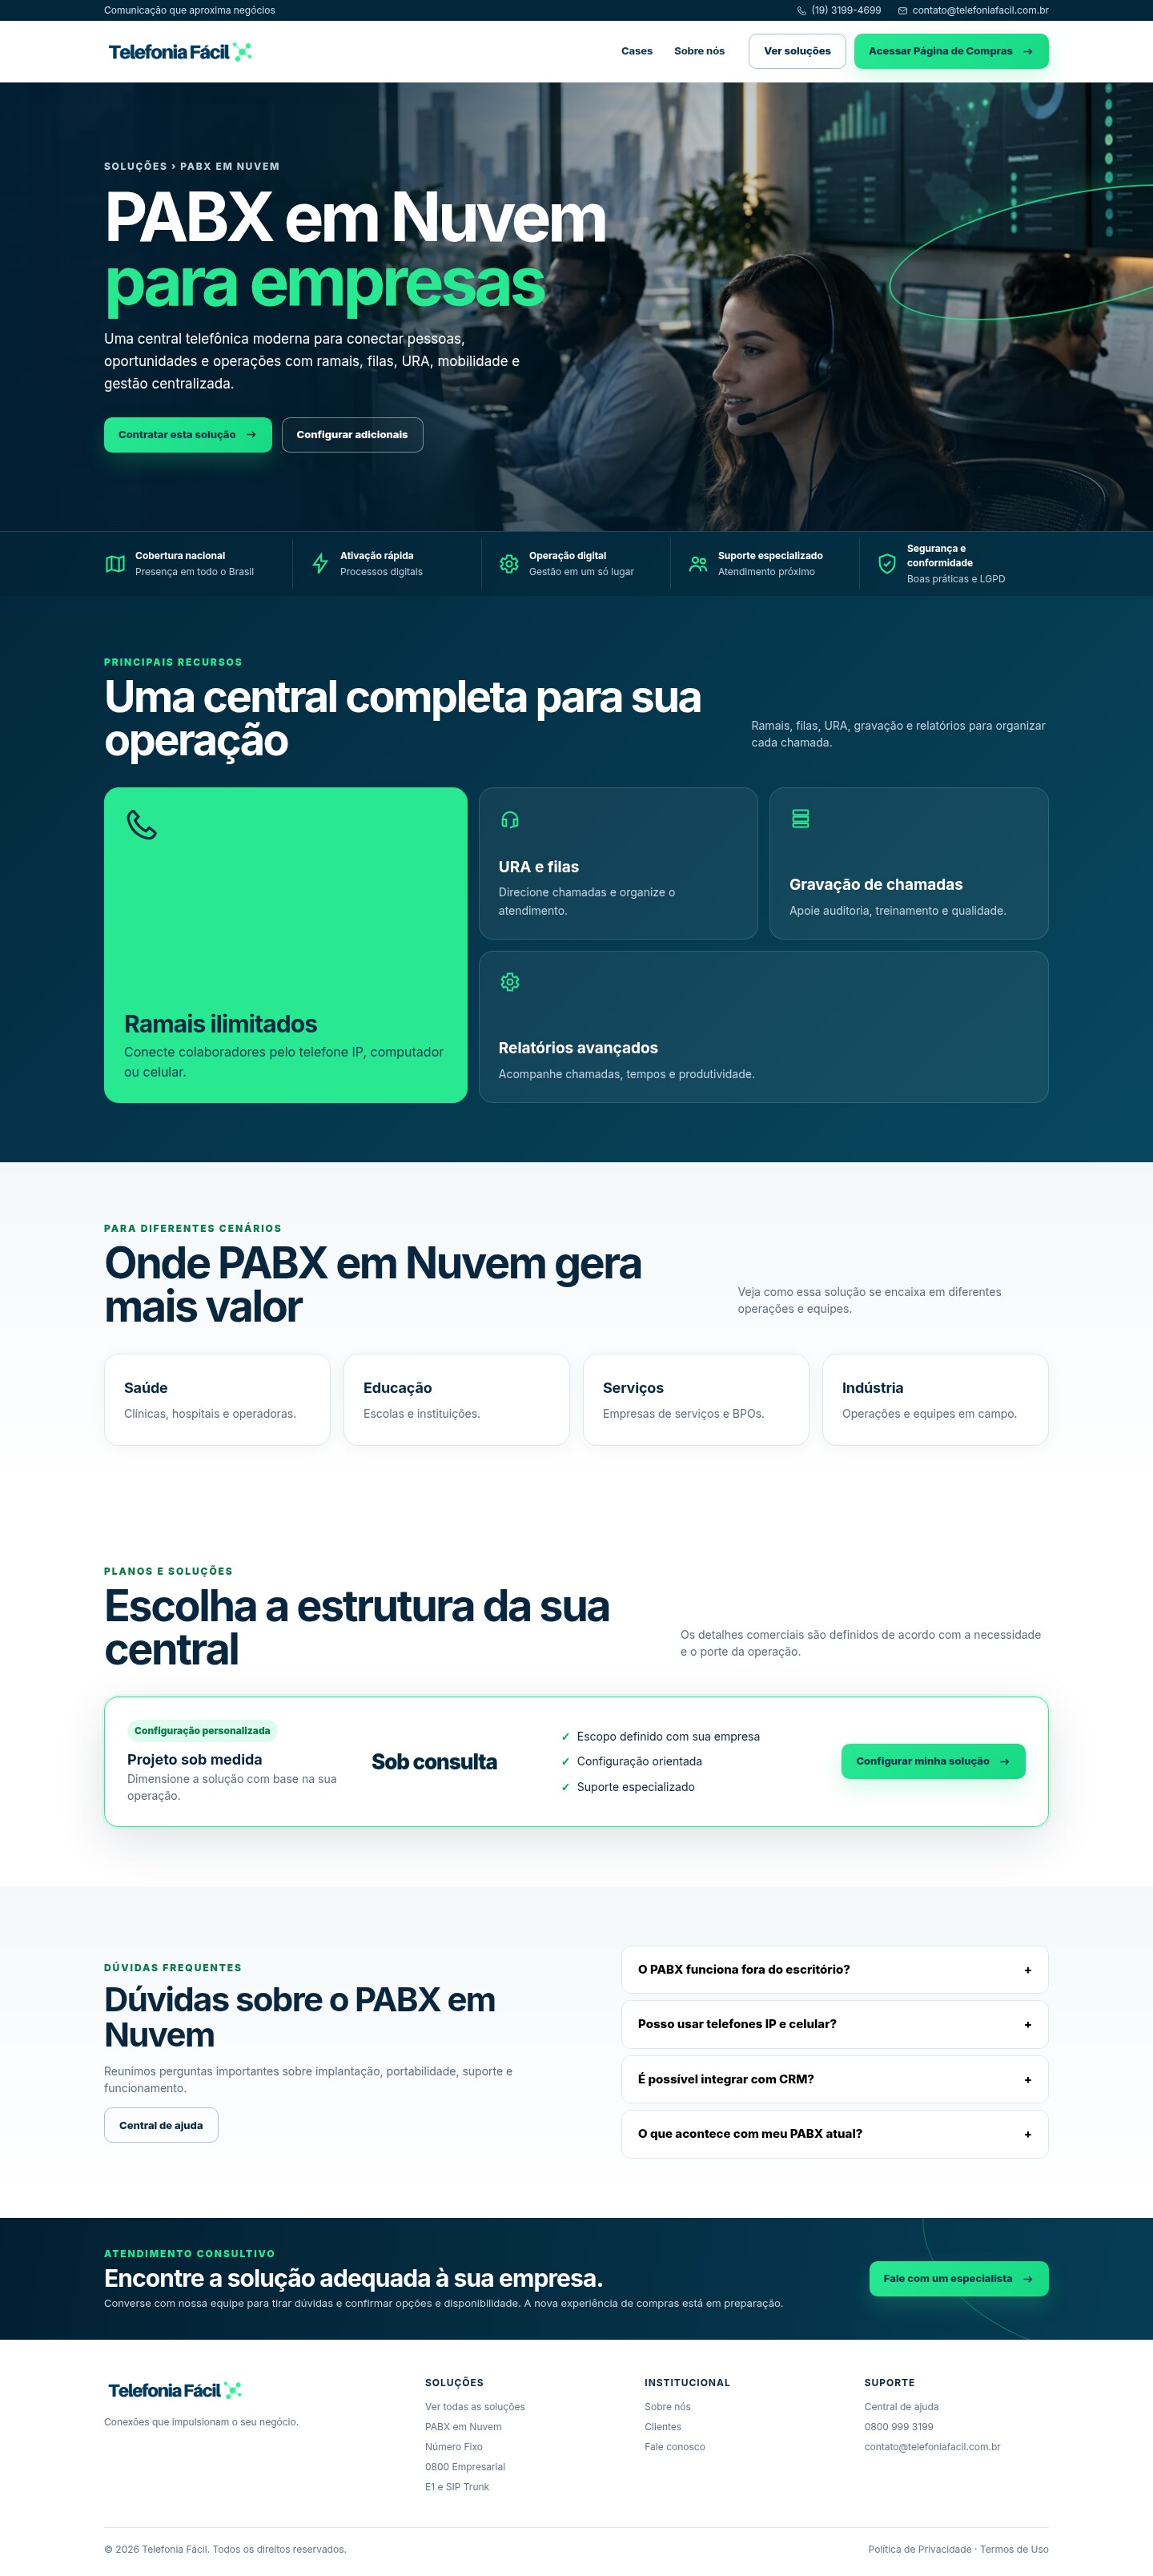 Comunicação que aproxima negócios
(19) 3199-4699
contato@telefoniafacil.com.br
Telefonia Fácil
Cases
Sobre nós
Ver soluções
Acessar Página de Compras →
SOLUÇÕES › PABX EM NUVEM
PABX em Nuvem
para empresas
Uma central telefônica moderna para conectar pessoas,
oportunidades e operações com ramais, filas, URA, mobilidade e
gestão centralizada.
Contratar esta solução →
Configurar adicionais
Cobertura nacional
Presença em todo o Brasil
Ativação rápida
Processos digitais
Operação digital
Gestão em um só lugar
Suporte especializado
Atendimento próximo
Segurança e
conformidade
Boas práticas e LGPD
PRINCIPAIS RECURSOS
Uma central completa para sua
operação
Ramais, filas, URA, gravação e relatórios para organizar
cada chamada.
Ramais ilimitados
Conecte colaboradores pelo telefone IP, computador
ou celular.
URA e filas
Direcione chamadas e organize o
atendimento.
Gravação de chamadas
Apoie auditoria, treinamento e qualidade.
Relatórios avançados
Acompanhe chamadas, tempos e produtividade.
PARA DIFERENTES CENÁRIOS
Onde PABX em Nuvem gera
mais valor
Veja como essa solução se encaixa em diferentes
operações e equipes.
Saúde
Clínicas, hospitais e operadoras.
Educação
Escolas e instituições.
Serviços
Empresas de serviços e BPOs.
Indústria
Operações e equipes em campo.
PLANOS E SOLUÇÕES
Escolha a estrutura da sua
central
Os detalhes comerciais são definidos de acordo com a necessidade
e o porte da operação.
Configuração personalizada
Projeto sob medida
Dimensione a solução com base na sua
operação.
Sob consulta
✓ Escopo definido com sua empresa
✓ Configuração orientada
✓ Suporte especializado
Configurar minha solução →
DÚVIDAS FREQUENTES
Dúvidas sobre o PABX em
Nuvem
Reunimos perguntas importantes sobre implantação, portabilidade, suporte e
funcionamento.
Central de ajuda
O PABX funciona fora do escritório? +
Posso usar telefones IP e celular? +
É possível integrar com CRM? +
O que acontece com meu PABX atual? +
ATENDIMENTO CONSULTIVO
Encontre a solução adequada à sua empresa.
Converse com nossa equipe para tirar dúvidas e confirmar opções e disponibilidade. A nova experiência de compras está em preparação.
Fale com um especialista →
Telefonia Fácil
Conexões que impulsionam o seu negócio.
SOLUÇÕES
Ver todas as soluções
PABX em Nuvem
Número Fixo
0800 Empresarial
E1 e SIP Trunk
INSTITUCIONAL
Sobre nós
Clientes
Fale conosco
SUPORTE
Central de ajuda
0800 999 3199
contato@telefoniafacil.com.br
© 2026 Telefonia Fácil. Todos os direitos reservados.
Política de Privacidade · Termos de Uso